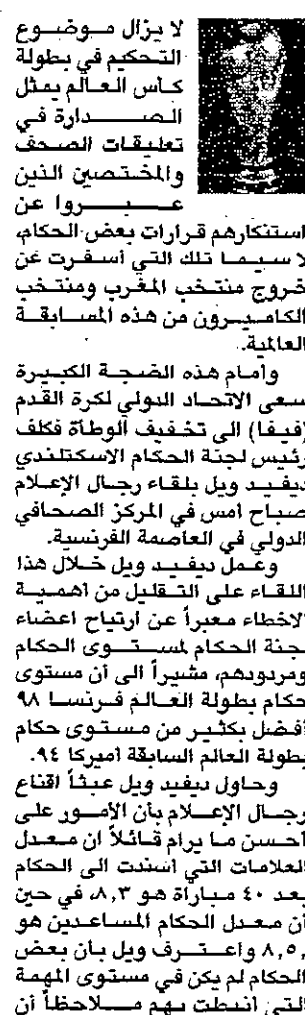 لا يزال موضوع
التحكيم في بطولة
كأس العالم يمثل
الصدارة في
تعليقات الصحف
والمختصين الذين
عبروا عن
استنكارهم قرارات بعض الحكام،
لا سيما تلك التي أسفرت عن
خروج منتخب المغرب ومنتخب
الكاميرون من هذه المسابقة
العالمية.
وأمام هذه الضجة الكبيرة
سعى الاتحاد الدولي لكرة القدم
(فيفا) الى تخفيف الوطأة فكلف
رئيس لجنة الحكام الاسكتلندي
ديفيد ويل بلقاء رجال الإعلام
صباح امس في المركز الصحافي
الدولي في العاصمة الفرنسية.
وعمل ديفيد ويل خلال هذا
اللقاء على التقليل من اهمية
الاخطاء معبراً عن ارتياح اعضاء
لجنة الحكام لمستوى الحكام
ومردودهم، مشيراً الى أن مستوى
حكام بطولة العالم فرنسا ٩٨
أفضل بكثير من مستوى حكام
بطولة العالم السابقة اميركا ٩٤.
وحاول ديفيد ويل عبثاً اقناع
رجال الإعلام بأن الأمور على
احسن ما يرام قائلاً ان معدل
العلامات التي اسندت الى الحكام
بعد ٤٠ مباراة هو ٨,٣، في حين
أن معدل الحكام المساعدين هو
٨,٥, واعترف ويل بان بعض
الحكام لم يكن في مستوى المهمة
التي انيطت بهم ملاحظاً أن